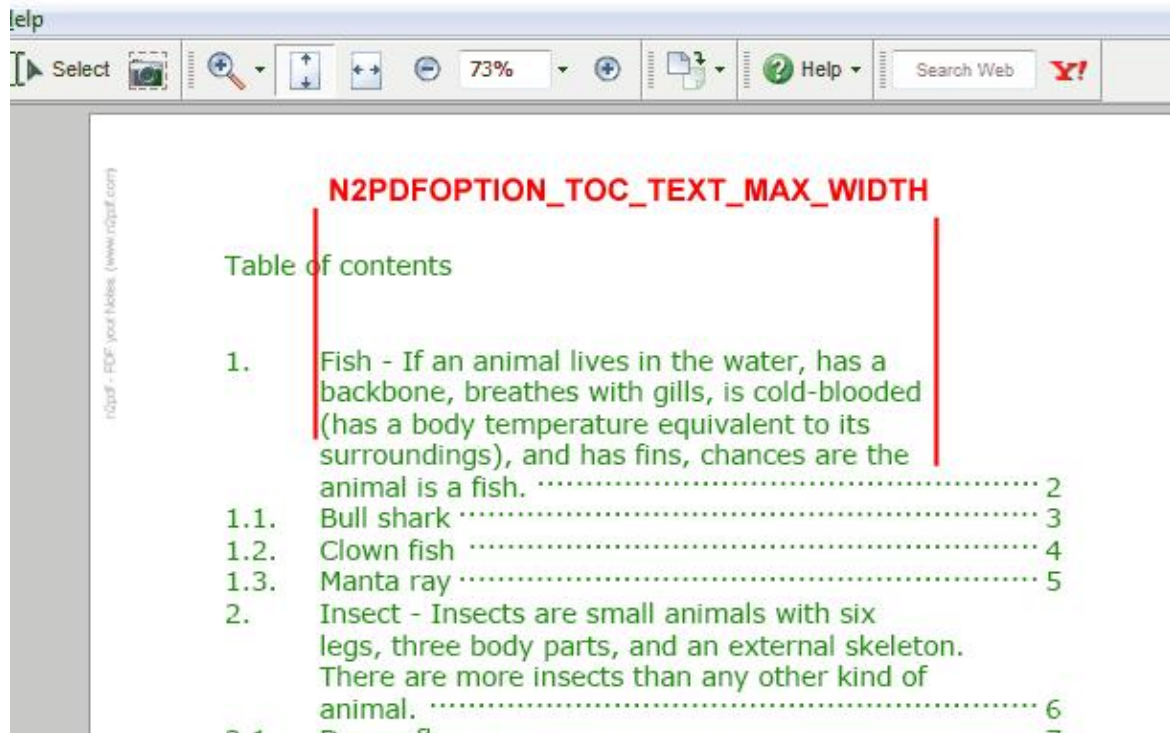 elp
Select
73%
Help
Search Web
Y!
n2pdf - PDF your Notes (www.n2pdf.com)
N2PDFOPTION_TOC_TEXT_MAX_WIDTH
Table of contents
1. Fish - If an animal lives in the water, has a
backbone, breathes with gills, is cold-blooded
(has a body temperature equivalent to its
surroundings), and has fins, chances are the
animal is a fish. 2
1.1. Bull shark 3
1.2. Clown fish 4
1.3. Manta ray 5
2. Insect - Insects are small animals with six
legs, three body parts, and an external skeleton.
There are more insects than any other kind of
animal. 6